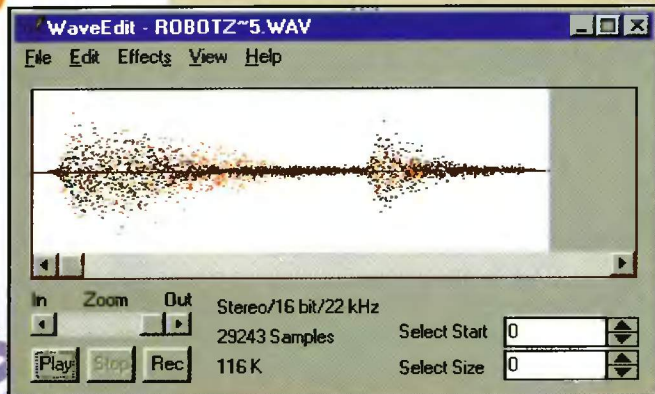 WaveEdit - ROBOTZ~5.WAV
File Edit Effects View Help
In Zoom Out
Stereo/16 bit/22 kHz
29243 Samples
Select Start 0
Play Stop Rec
116 K
Select Size 0